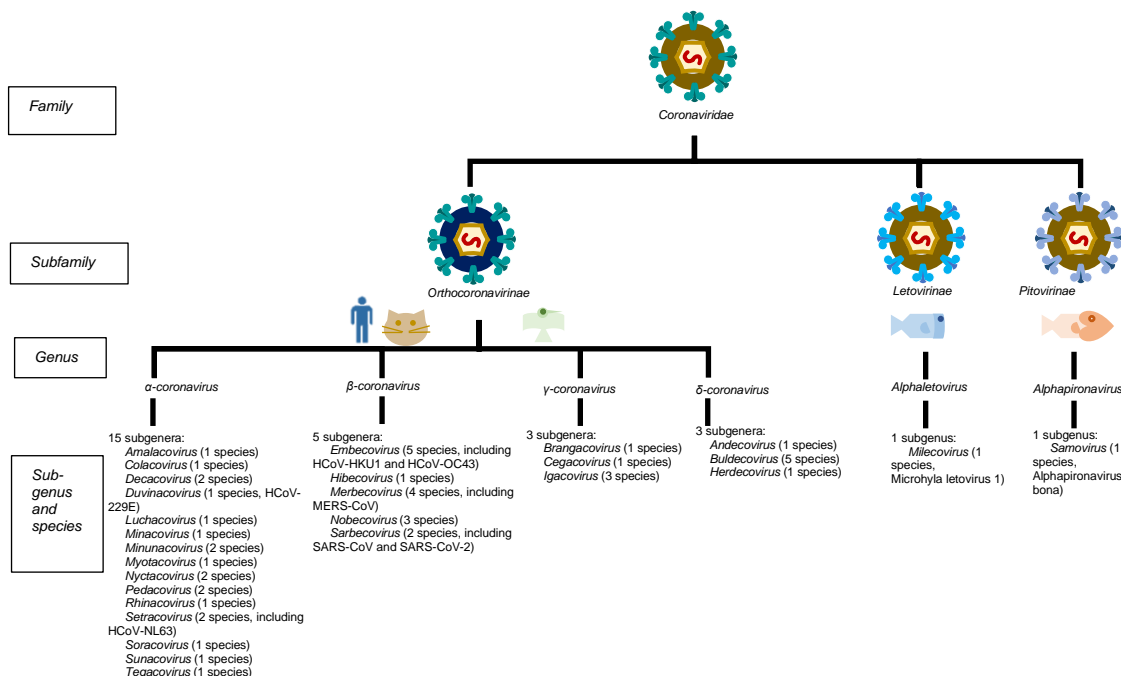 Family
Coronaviridae
Subfamily
Orthocoronavirinae
Letovirinae
Pitovirinae
Genus
α-coronavirus
β-coronavirus
γ-coronavirus
δ-coronavirus
Alphaletovirus
Alphapironavirus
Sub-
genus
and
species
15 subgenera:
Amalacovirus (1 species)
Colacovirus (1 species)
Decacovirus (2 species)
Duvinacovirus (1 species, HCoV-
229E)
Luchacovirus (1 species)
Minacovirus (1 species)
Minunacovirus (2 species)
Myotacovirus (1 species)
Nyctacovirus (2 species)
Pedacovirus (2 species)
Rhinacovirus (1 species)
Setracovirus (2 species, including
HCoV-NL63)
Soracovirus (1 species)
Sunacovirus (1 species)
Tegacovirus (1 species)
5 subgenera:
Embecovirus (5 species, including
HCoV-HKU1 and HCoV-OC43)
Hibecovirus (1 species)
Merbecovirus (4 species, including
MERS-CoV)
Nobecovirus (3 species)
Sarbecovirus (2 species, including
SARS-CoV and SARS-CoV-2)
3 subgenera:
Brangacovirus (1 species)
Cegacovirus (1 species)
Igacovirus (3 species)
3 subgenera:
Andecovirus (1 species)
Buldecovirus (5 species)
Herdecovirus (1 species)
1 subgenus:
Milecovirus (1
species,
Microhyla letovirus 1)
1 subgenus:
Samovirus (1
species,
Alphapironavirus
bona)